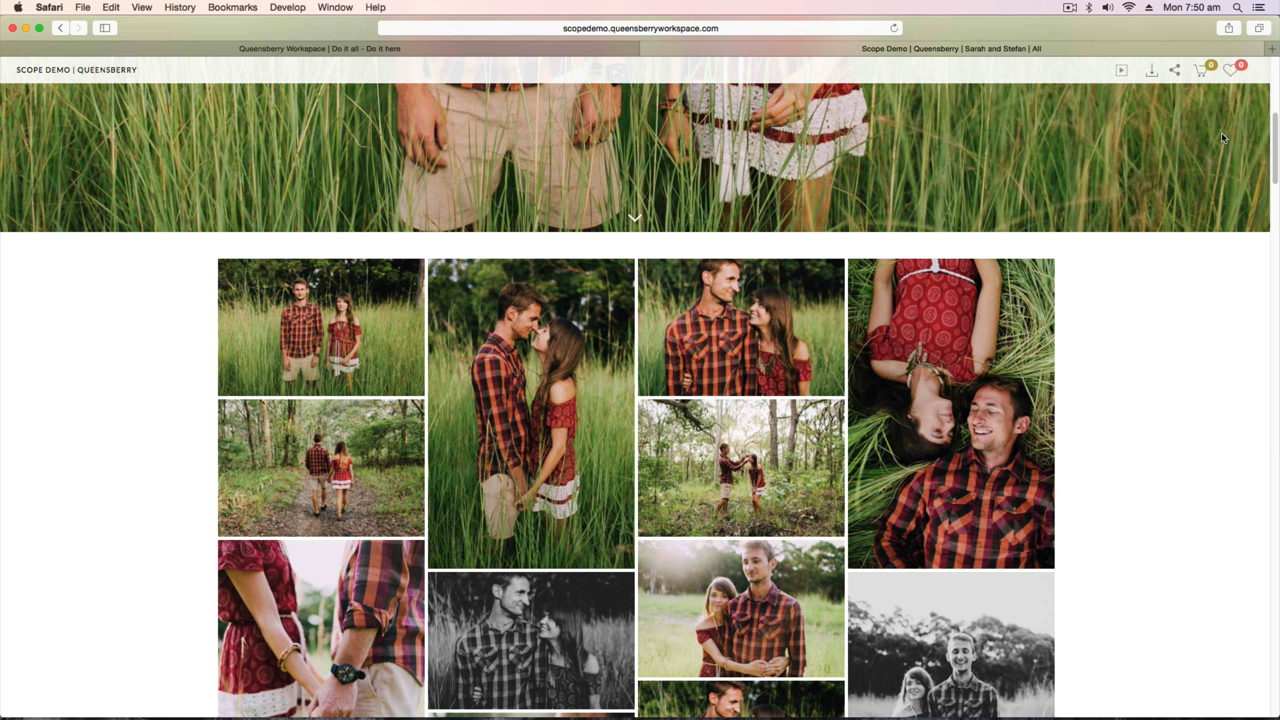 Safari File Edit View History Bookmarks Develop Window Help Mon 7:50 am
scopedemo.queensberryworkspace.com
Queensberry Workspace | Do it all - Do it here Scope Demo | Queensberry | Sarah and Stefan | All
SCOPE DEMO | QUEENSBERRY 0 0